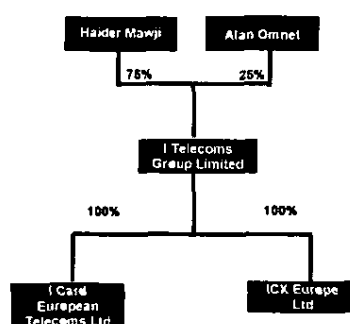 Haider Mawji
Alan Omnet
75%
25%
I Telecoms
Group Limited
100%
100%
I Card
European
Telecoms Ltd
ICX Europe
Ltd